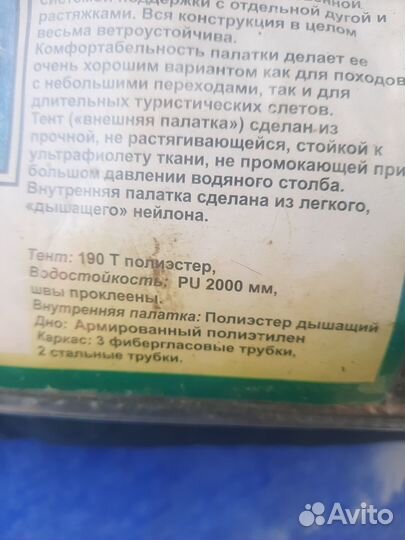 системой поддержки с отдельной дугой и
растяжками. Вся конструкция в целом
весьма ветроустойчива.
Комфортабельность палатки делает ее
очень хорошим вариантом как для походов
с небольшими переходами, так и для
длительных туристических слетов.
Тент («внешняя палатка») сделан из
прочной, не растягивающейся, стойкой к
ультрафиолету ткани, не промокающей при
большом давлении водяного столба.
Внутренняя палатка сделана из легкого,
«дышащего» нейлона.
Тент: 190 T полиэстер,
Водостойкость: PU 2000 мм,
швы проклеены.
Внутренняя палатка: Полиэстер дышащий
Дно: Армированный полиэтилен
Каркас: 3 фибергласовые трубки,
2 стальные трубки.
Avito